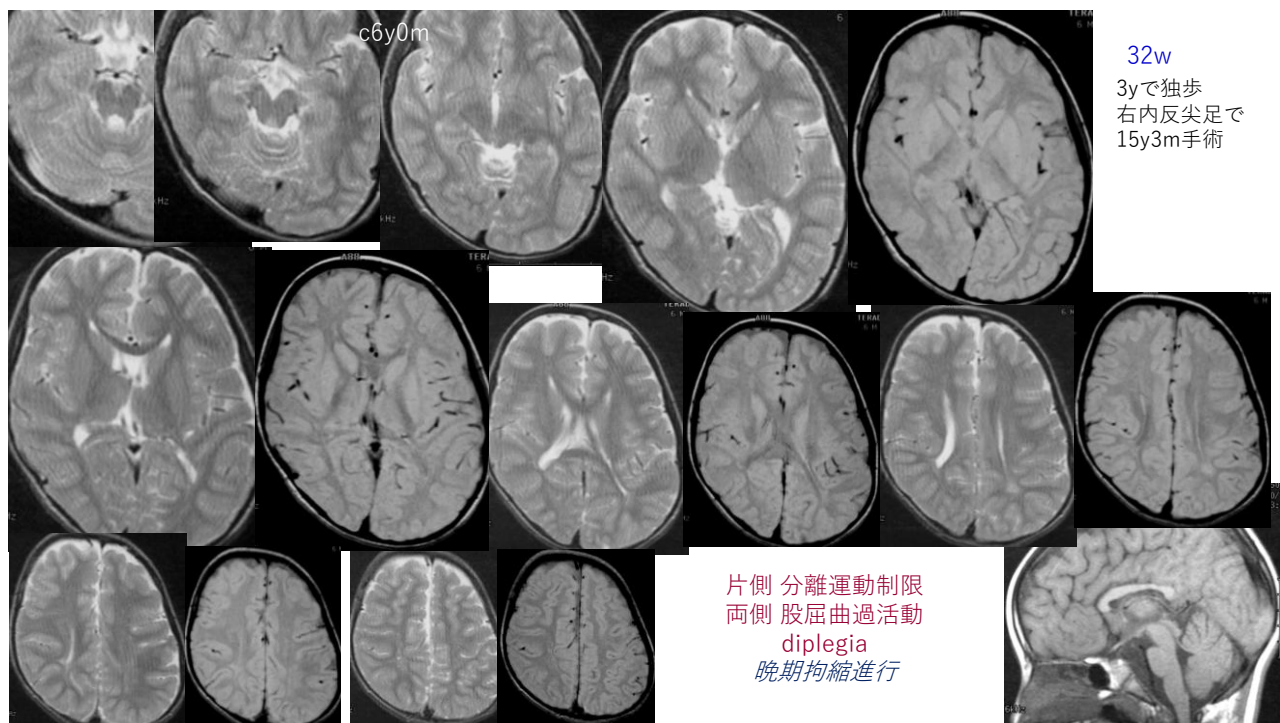 c6y0m
32w
3yで独歩
右内反尖足で
15y3m手術
片側 分離運動制限
両側 股屈曲過活動
diplegia
晩期拘縮進行